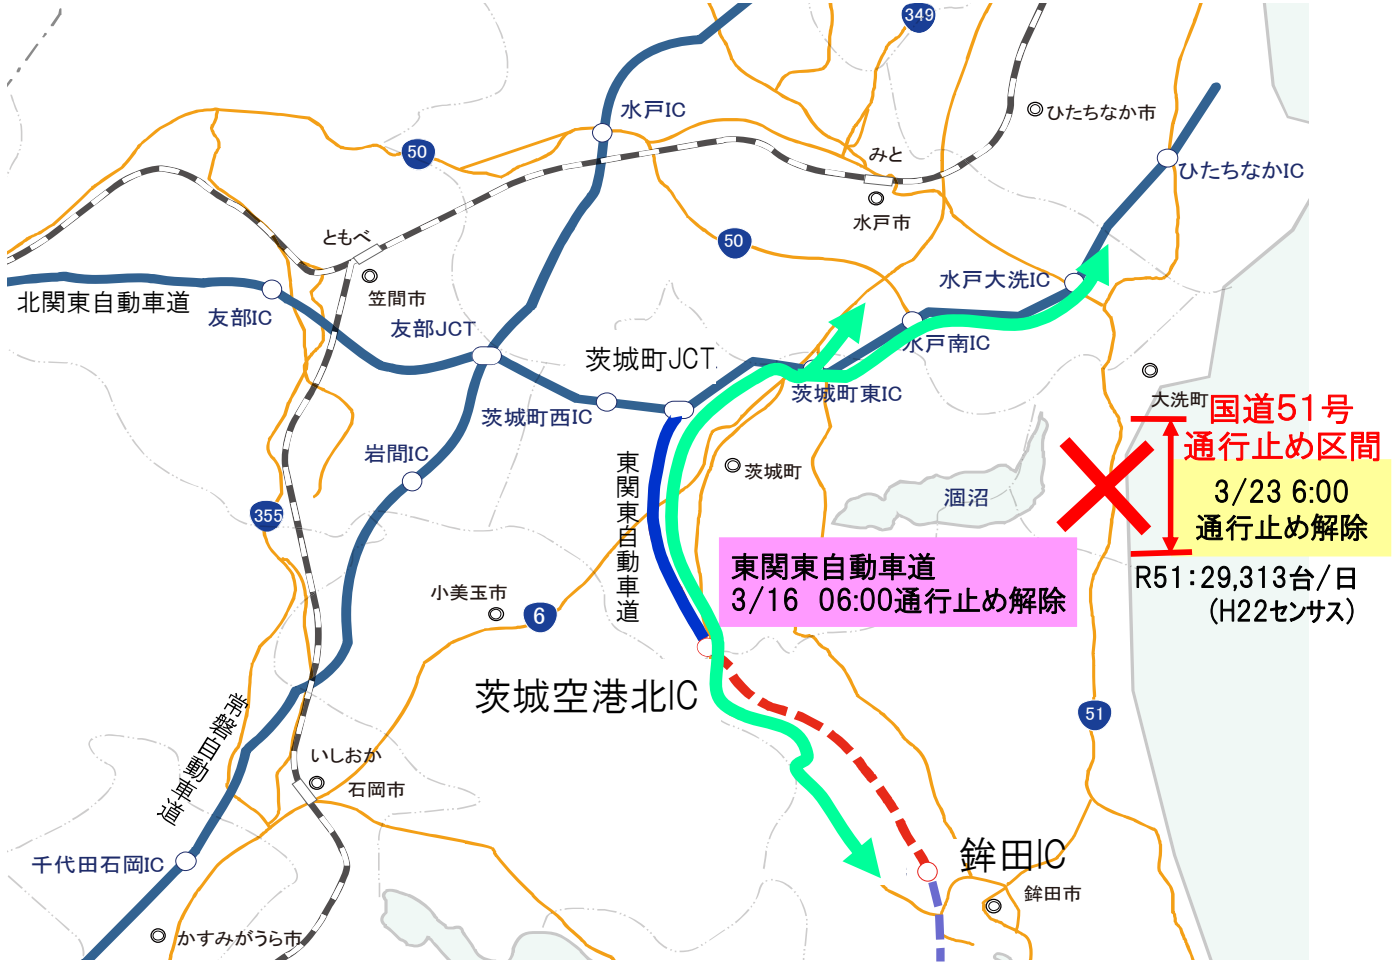 349
水戸IC
ひたちなか市
50
みと
ひたちなかIC
水戸市
ともべ
50
笠間市
水戸大洗IC
北関東自動車道
友部IC
友部JCT
水戸南IC
茨城町JCT
大洗町
茨城町東IC
茨城町西IC
国道51号
通行止め区間
岩間IC
東関東自動車道
茨城町
涸沼
3/23 6:00
通行止め解除
355
東関東自動車道
3/16 06:00通行止め解除
R51:29,313台/日
(H22センサス)
小美玉市
6
茨城空港北IC
51
常磐自動車道
いしおか
石岡市
千代田石岡IC
鉾田IC
鉾田市
かすみがうら市